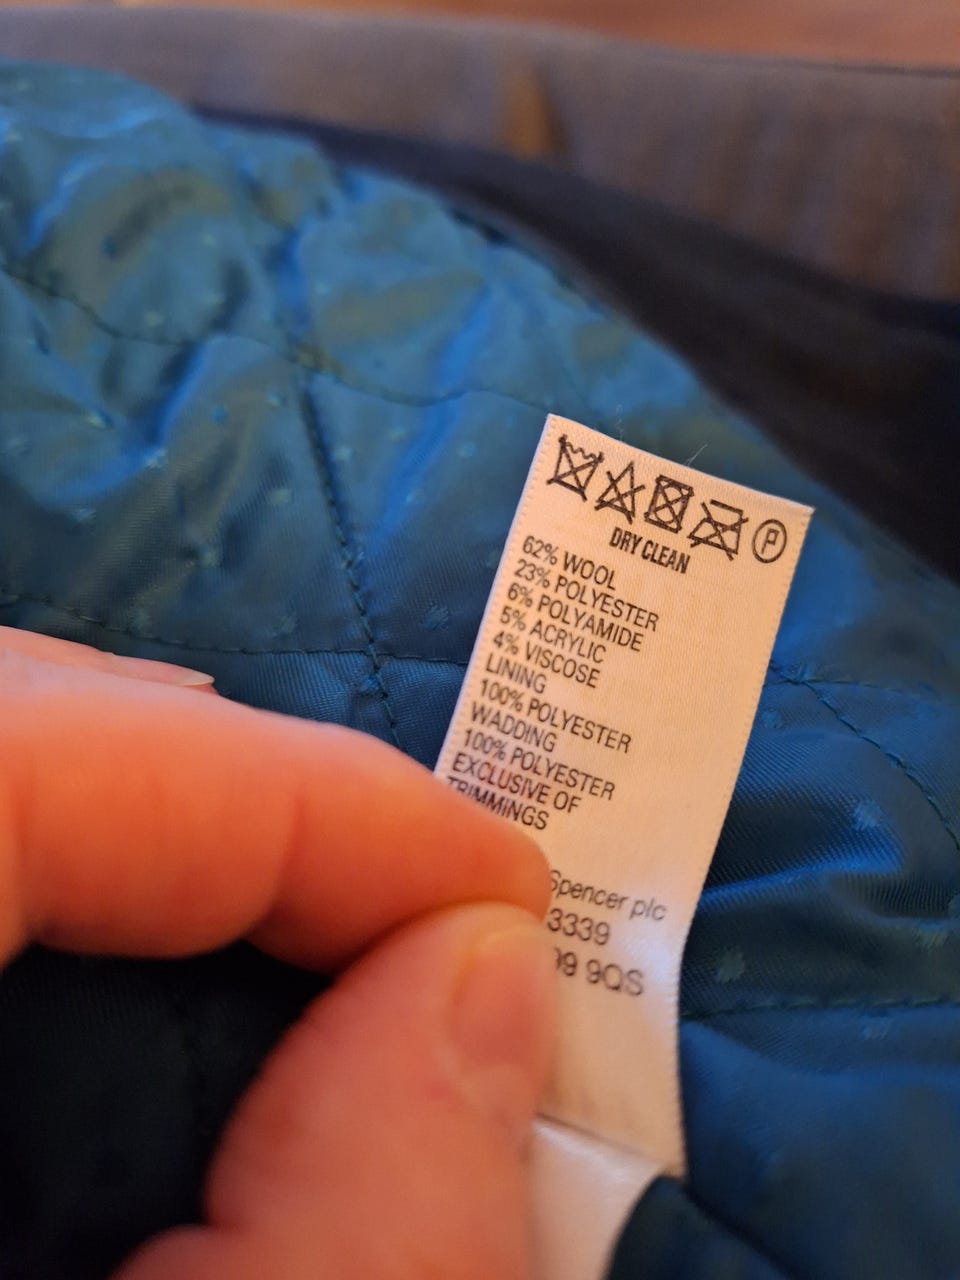 P
DRY CLEAN
62% WOOL
23% POLYESTER
6% POLYAMIDE
5% ACRYLIC
4% VISCOSE
LINING
100% POLYESTER
WADDING
100% POLYESTER
EXCLUSIVE OF
TRIMMINGS
Spencer plc
3339
9QS